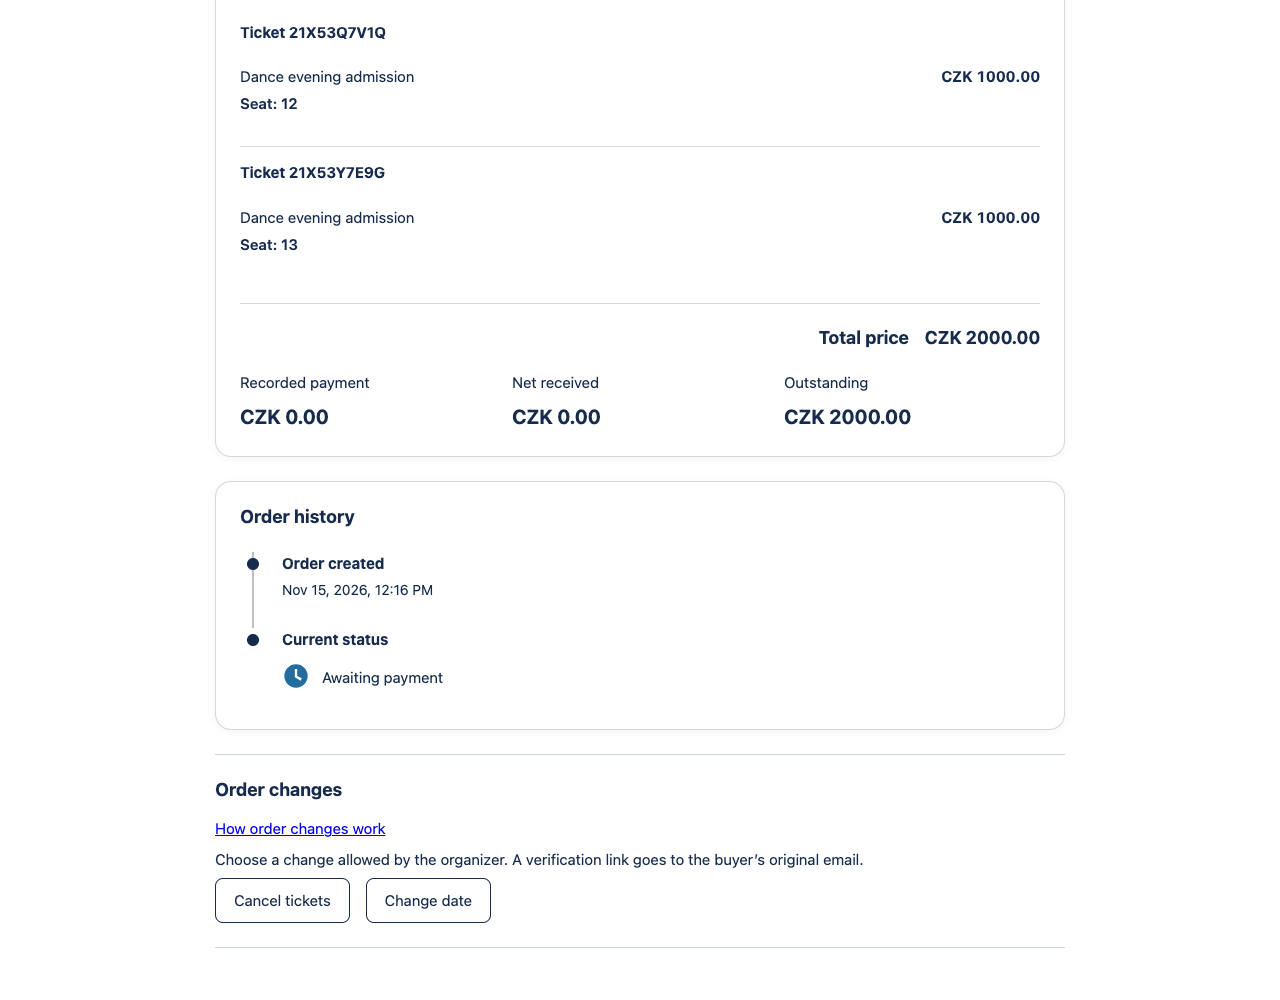 Ticket 21X53Q7V1Q
Dance evening admission CZK 1000.00
Seat: 12
Ticket 21X53Y7E9G
Dance evening admission CZK 1000.00
Seat: 13
Total price CZK 2000.00
Recorded payment Net received Outstanding
CZK 0.00 CZK 0.00 CZK 2000.00
Order history
Order created
Nov 15, 2026, 12:16 PM
Current status
Awaiting payment
Order changes
How order changes work
Choose a change allowed by the organizer. A verification link goes to the buyer’s original email.
Cancel tickets Change date